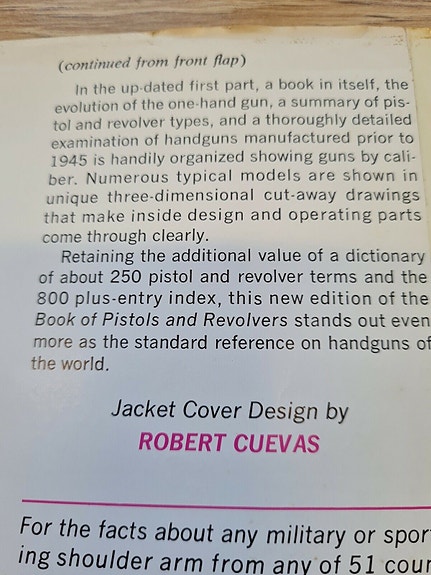 (continued from front flap)
In the up-dated first part, a book in itself, the
evolution of the one-hand gun, a summary of pis-
tol and revolver types, and a thoroughly detailed
examination of handguns manufactured prior to
1945 is handily organized showing guns by cali-
ber. Numerous typical models are shown in
unique three-dimensional cut-away drawings
that make inside design and operating parts
come through clearly.
Retaining the additional value of a dictionary
of about 250 pistol and revolver terms and the
800 plus-entry index, this new edition of the
Book of Pistols and Revolvers stands out even
more as the standard reference on handguns of
the world.
Jacket Cover Design by
ROBERT CUEVAS
For the facts about any military or sport
ing shoulder arm from any of 51 coun